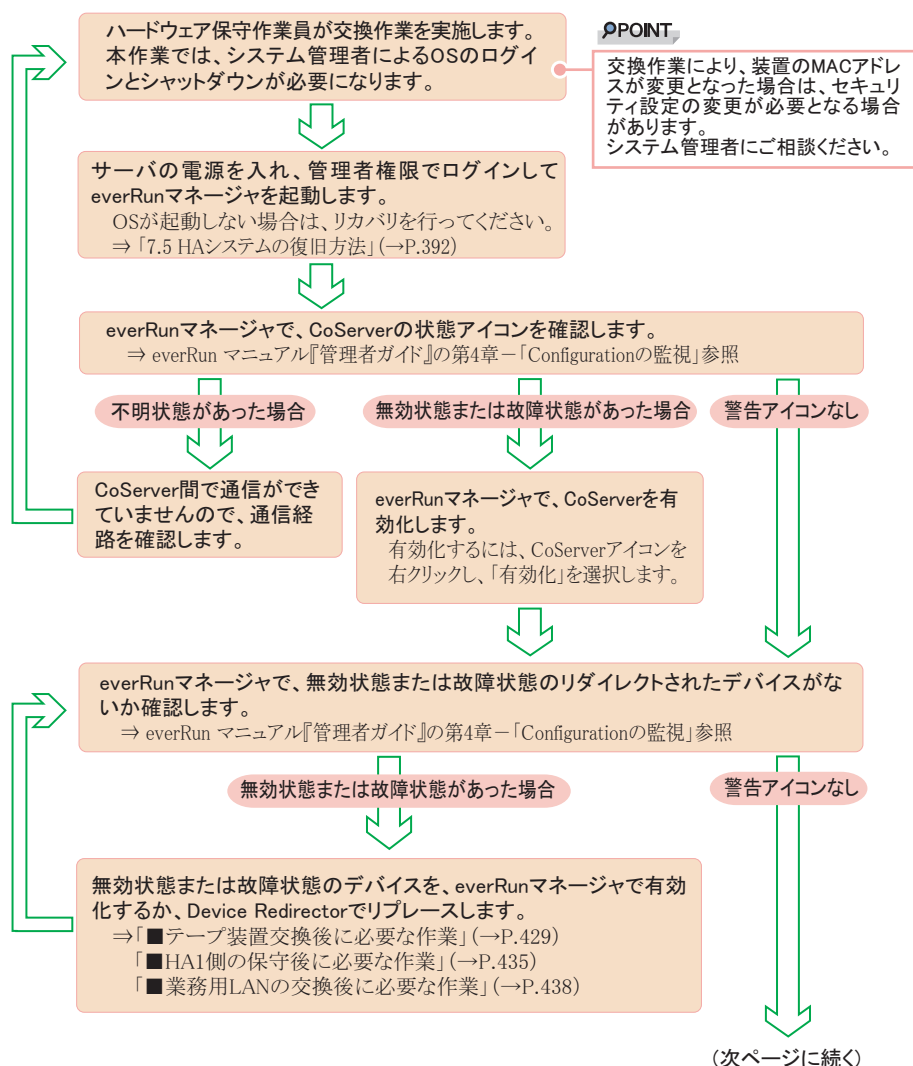 ハードウェア保守作業員が交換作業を実施します。
本作業では、システム管理者によるOSのログイ
ンとシャットダウンが必要になります。
POINT
交換作業により、装置のMACアドレ
スが変更となった場合は、セキュリ
ティ設定の変更が必要となる場合
があります。
システム管理者にご相談ください。
サーバの電源を入れ、管理者権限でログインして
everRunマネージャを起動します。
OSが起動しない場合は、リカバリを行ってください。
⇒「7.5 HAシステムの復旧方法」(→P.392)
everRunマネージャで、CoServerの状態アイコンを確認します。
⇒ everRun マニュアル『管理者ガイド』の第4章－「Configurationの監視」参照
不明状態があった場合
無効状態または故障状態があった場合
警告アイコンなし
CoServer間で通信ができ
ていませんので、通信経
路を確認します。
everRunマネージャで、CoServerを有
効化します。
有効化するには、CoServerアイコンを
右クリックし、「有効化」を選択します。
everRunマネージャで、無効状態または故障状態のリダイレクトされたデバイスがな
いか確認します。
⇒ everRun マニュアル『管理者ガイド』の第4章－「Configurationの監視」参照
無効状態または故障状態があった場合
警告アイコンなし
無効状態または故障状態のデバイスを、everRunマネージャで有効
化するか、Device Redirectorでリプレースします。
⇒「■テープ装置交換後に必要な作業」(→P.429)
「■HA1側の保守後に必要な作業」(→P.435)
「■業務用LANの交換後に必要な作業」(→P.438)
(次ページに続く)